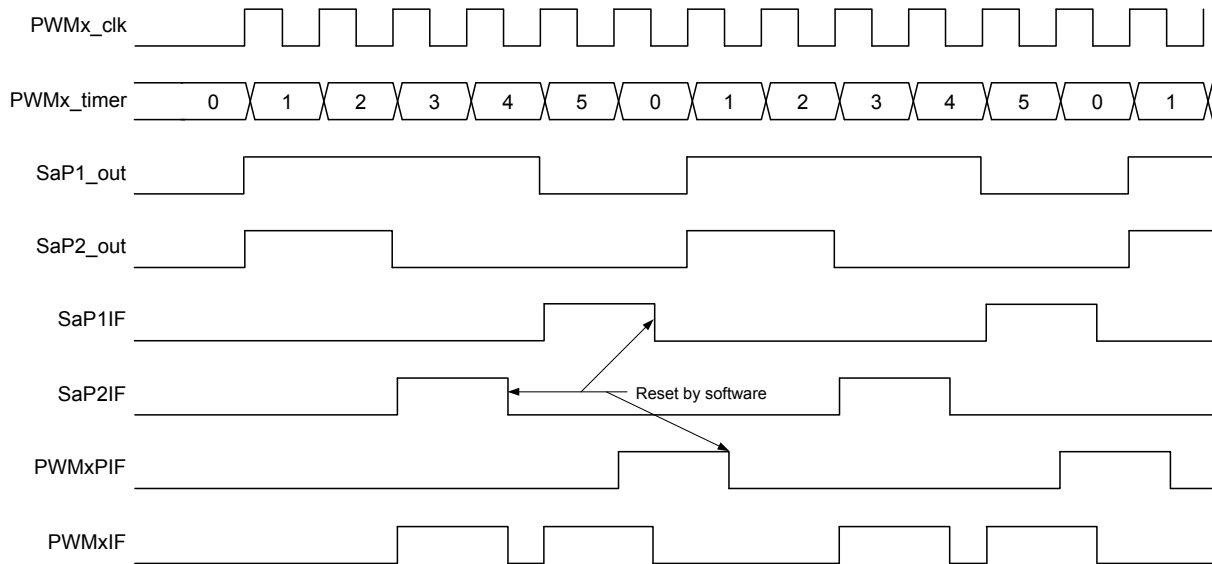 PWMx_clk
PWMx_timer 0 1 2 3 4 5 0 1 2 3 4 5 0 1
SaP1_out
SaP2_out
SaP1IF
SaP2IF Reset by software
PWMxPIF
PWMxIF